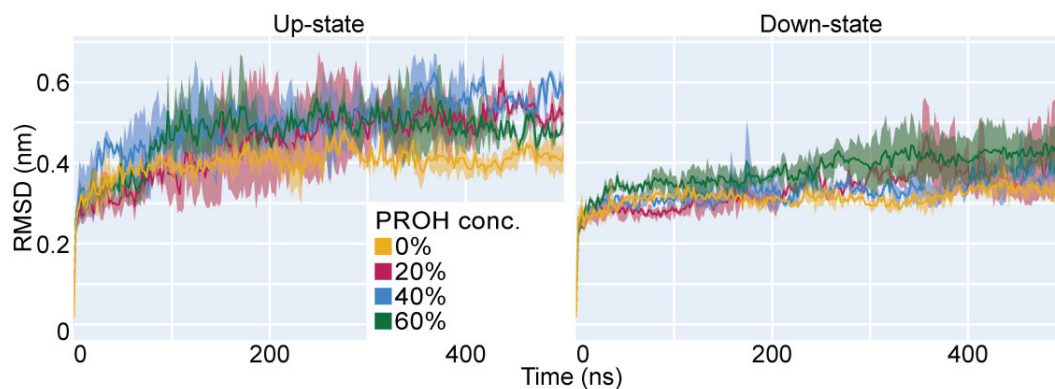 Up-state
Down-state
RMSD (nm)
0.6
0.4
0.2
0
PROH conc.
0%
20%
40%
60%
0
200
400
0
200
400
Time (ns)